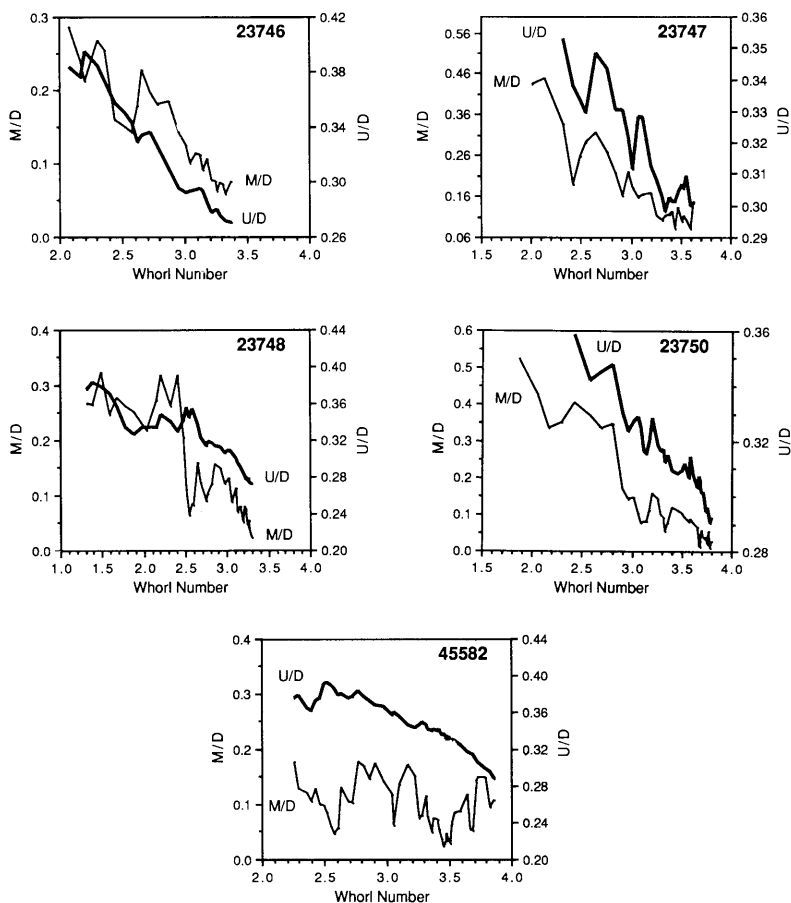 23746
0.3
0.2
0.1
0.0
M/D
0.42
0.38
0.34
0.30
0.26
U/D
M/D
U/D
2.0 2.5 3.0 3.5 4.0
Whorl Number
23747
0.56
0.46
0.36
0.26
0.16
0.06
M/D
0.36
0.35
0.34
0.33
0.32
0.31
0.30
0.29
U/D
U/D
M/D
1.5 2.0 2.5 3.0 3.5 4.0
Whorl Number
23748
0.4
0.3
0.2
0.1
0.0
M/D
0.44
0.40
0.36
0.32
0.28
0.24
0.20
U/D
U/D
M/D
1.0 1.5 2.0 2.5 3.0 3.5 4.0
Whorl Number
23750
0.6
0.5
0.4
0.3
0.2
0.1
0.0
M/D
0.36
0.32
0.28
U/D
U/D
M/D
1.5 2.0 2.5 3.0 3.5 4.0
Whorl Number
45582
0.4
0.3
0.2
0.1
0.0
M/D
0.44
0.40
0.36
0.32
0.28
0.24
0.20
U/D
U/D
M/D
2.0 2.5 3.0 3.5 4.0
Whorl Number